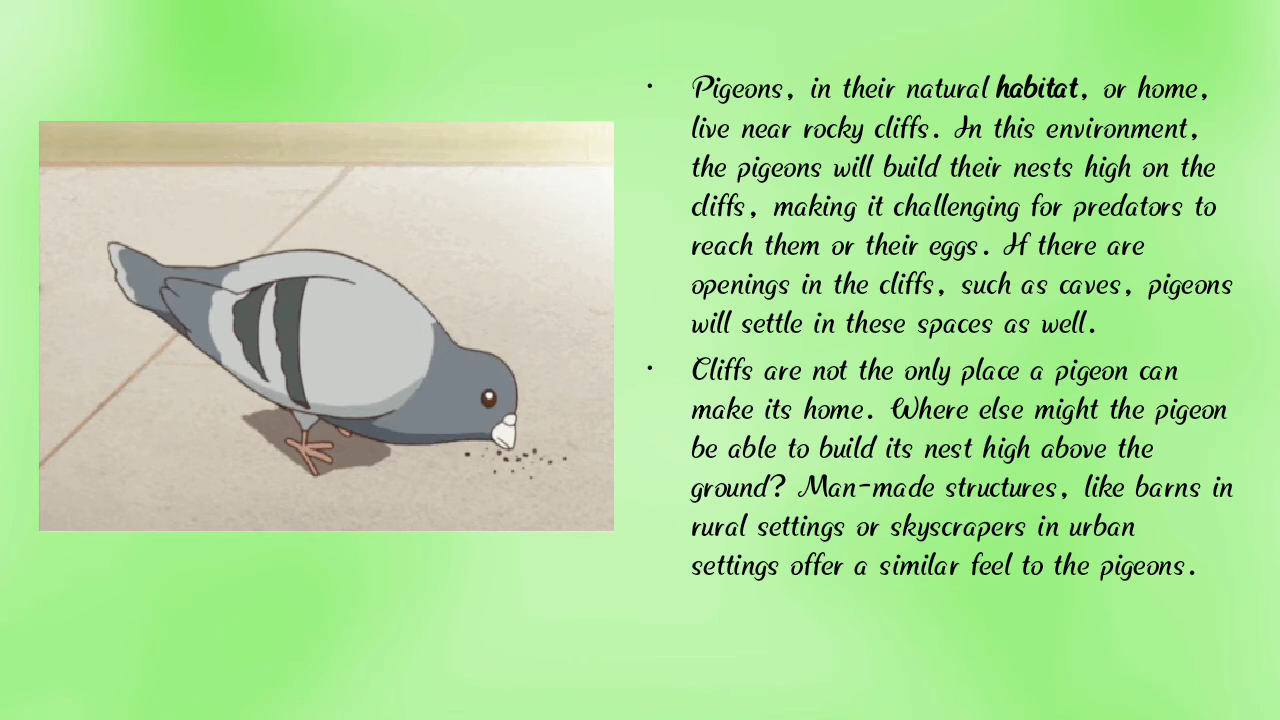 • Pigeons, in their natural habitat, or home,
live near rocky cliffs. In this environment,
the pigeons will build their nests high on the
cliffs, making it challenging for predators to
reach them or their eggs. If there are
openings in the cliffs, such as caves, pigeons
will settle in these spaces as well.
• Cliffs are not the only place a pigeon can
make its home. Where else might the pigeon
be able to build its nest high above the
ground? Man-made structures, like barns in
rural settings or skyscrapers in urban
settings offer a similar feel to the pigeons.